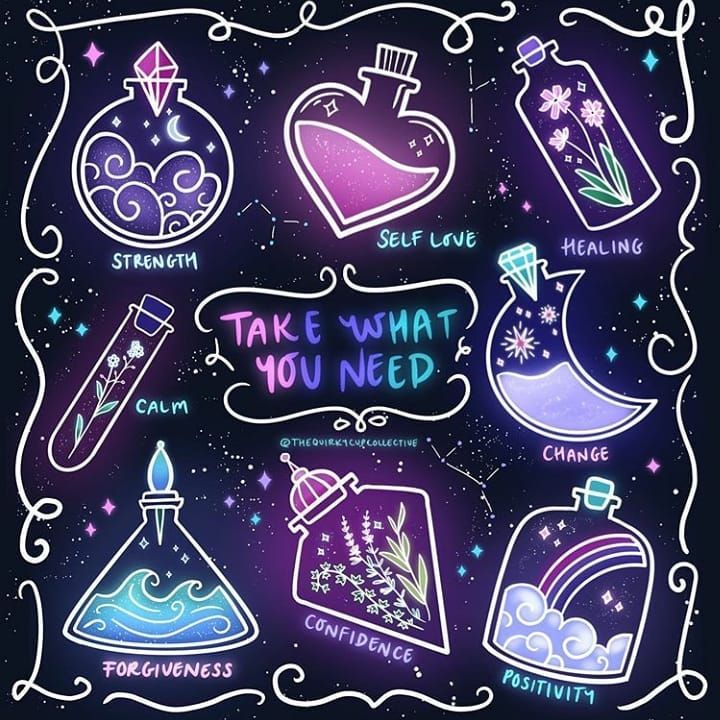 STRENGTH
SELF LOVE
HEALING
TAKE WHAT
YOU NEED
©THEQUIRKYCUPCOLLECTIVE
CALM
CHANGE
FORGIVENESS
CONFIDENCE
POSITIVITY